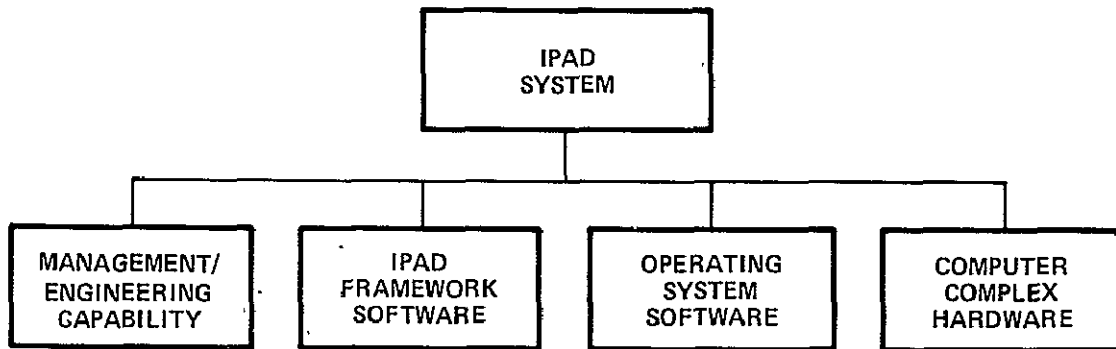 IPAD
SYSTEM
MANAGEMENT/
ENGINEERING
CAPABILITY
IPAD
FRAMEWORK
SOFTWARE
OPERATING
SYSTEM
SOFTWARE
COMPUTER
COMPLEX
HARDWARE